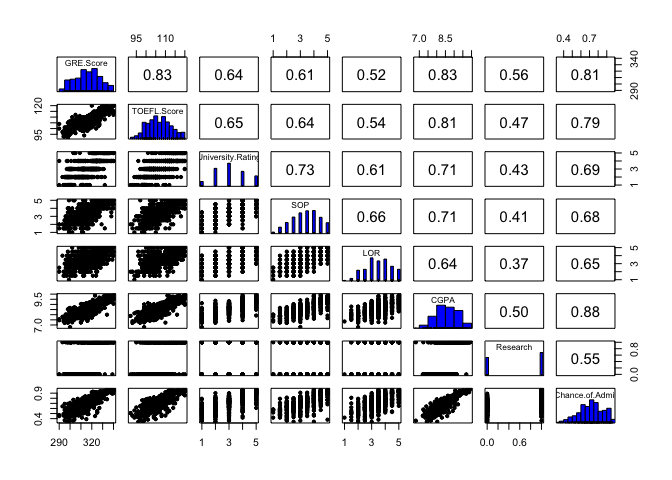 95 110 1 3 5 7.0 8.5 0.4 0.7
GRE.Score 0.83 0.64 0.61 0.52 0.83 0.56 0.81 290 340
95 120 TOEFL.Score 0.65 0.64 0.54 0.81 0.47 0.79
University.Rating 0.73 0.61 0.71 0.43 0.69 1 3 5
1 3 5 SOP 0.66 0.71 0.41 0.68
LOR 0.64 0.37 0.65 1 3 5
7.0 9.5 CGPA 0.50 0.88
Research 0.55 0.0 0.8
0.4 0.9 Chance.of.Admi
290 320 1 3 5 1 3 5 0.0 0.6